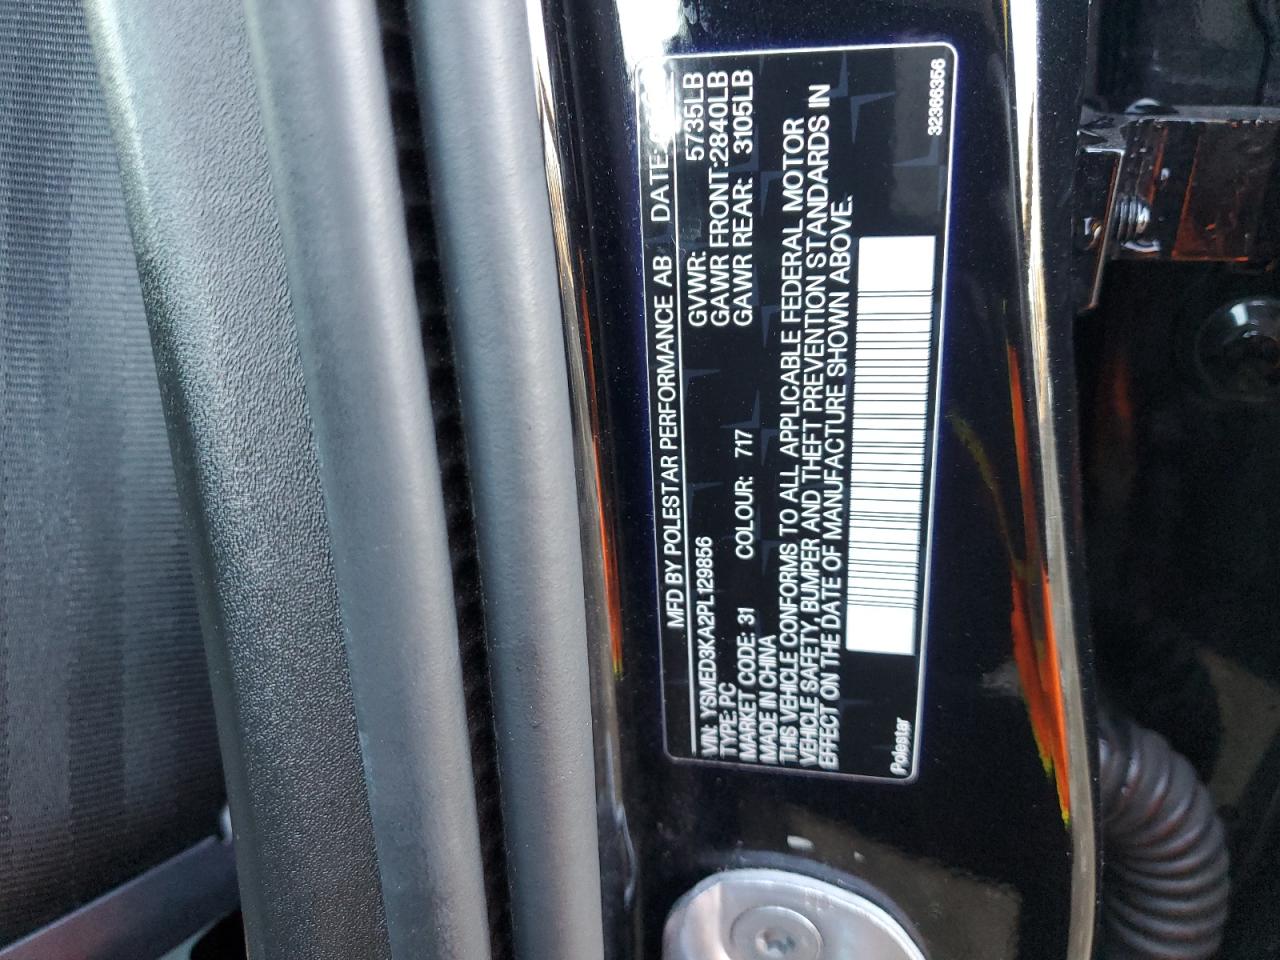 MFD BY POLESTAR PERFORMANCE AB DATE:
VIN: YSMED3KA2PL129856 GVWR: 5735LB
TYPE: PC GAWR FRONT:2840LB
MARKET CODE: 31 COLOUR: 717 GAWR REAR: 3105LB
MADE IN CHINA
THIS VEHICLE CONFORMS TO ALL APPLICABLE FEDERAL MOTOR
VEHICLE SAFETY, BUMPER AND THEFT PREVENTION STANDARDS IN
EFFECT ON THE DATE OF MANUFACTURE SHOWN ABOVE.
Polestar 32366356